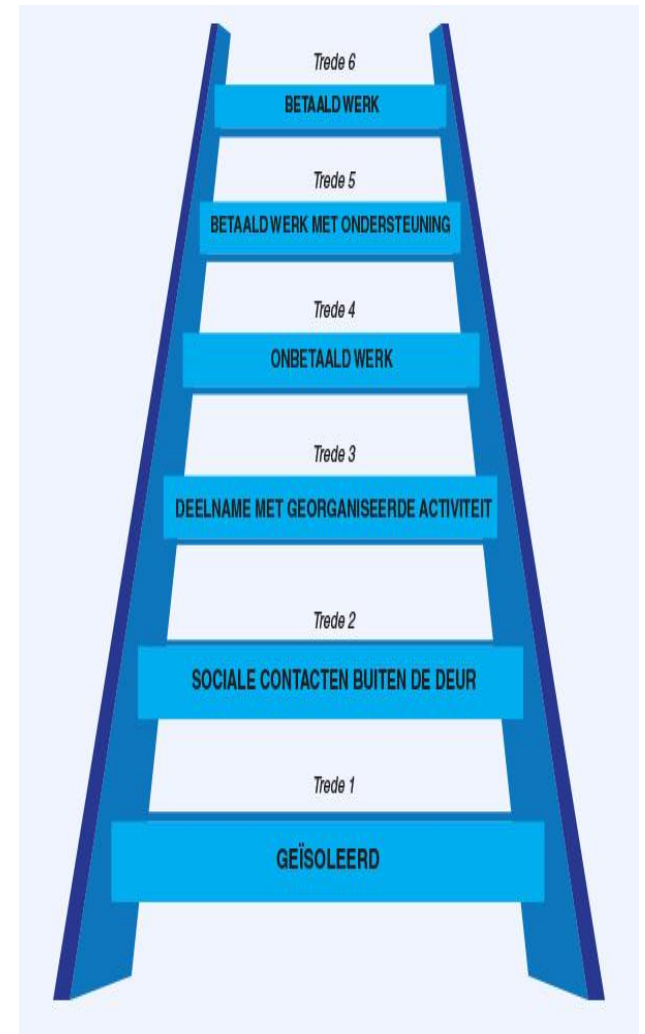 Trede 6
BETAALD WERK
Trede 5
BETAALD WERK MET ONDERSTEUNING
Trede 4
ONBETAALD WERK
Trede 3
DEELNAME MET GEORGANISEERDE ACTIVITEIT
Trede 2
SOCIALE CONTACTEN BUITEN DE DEUR
Trede 1
GEÏSOLEERD